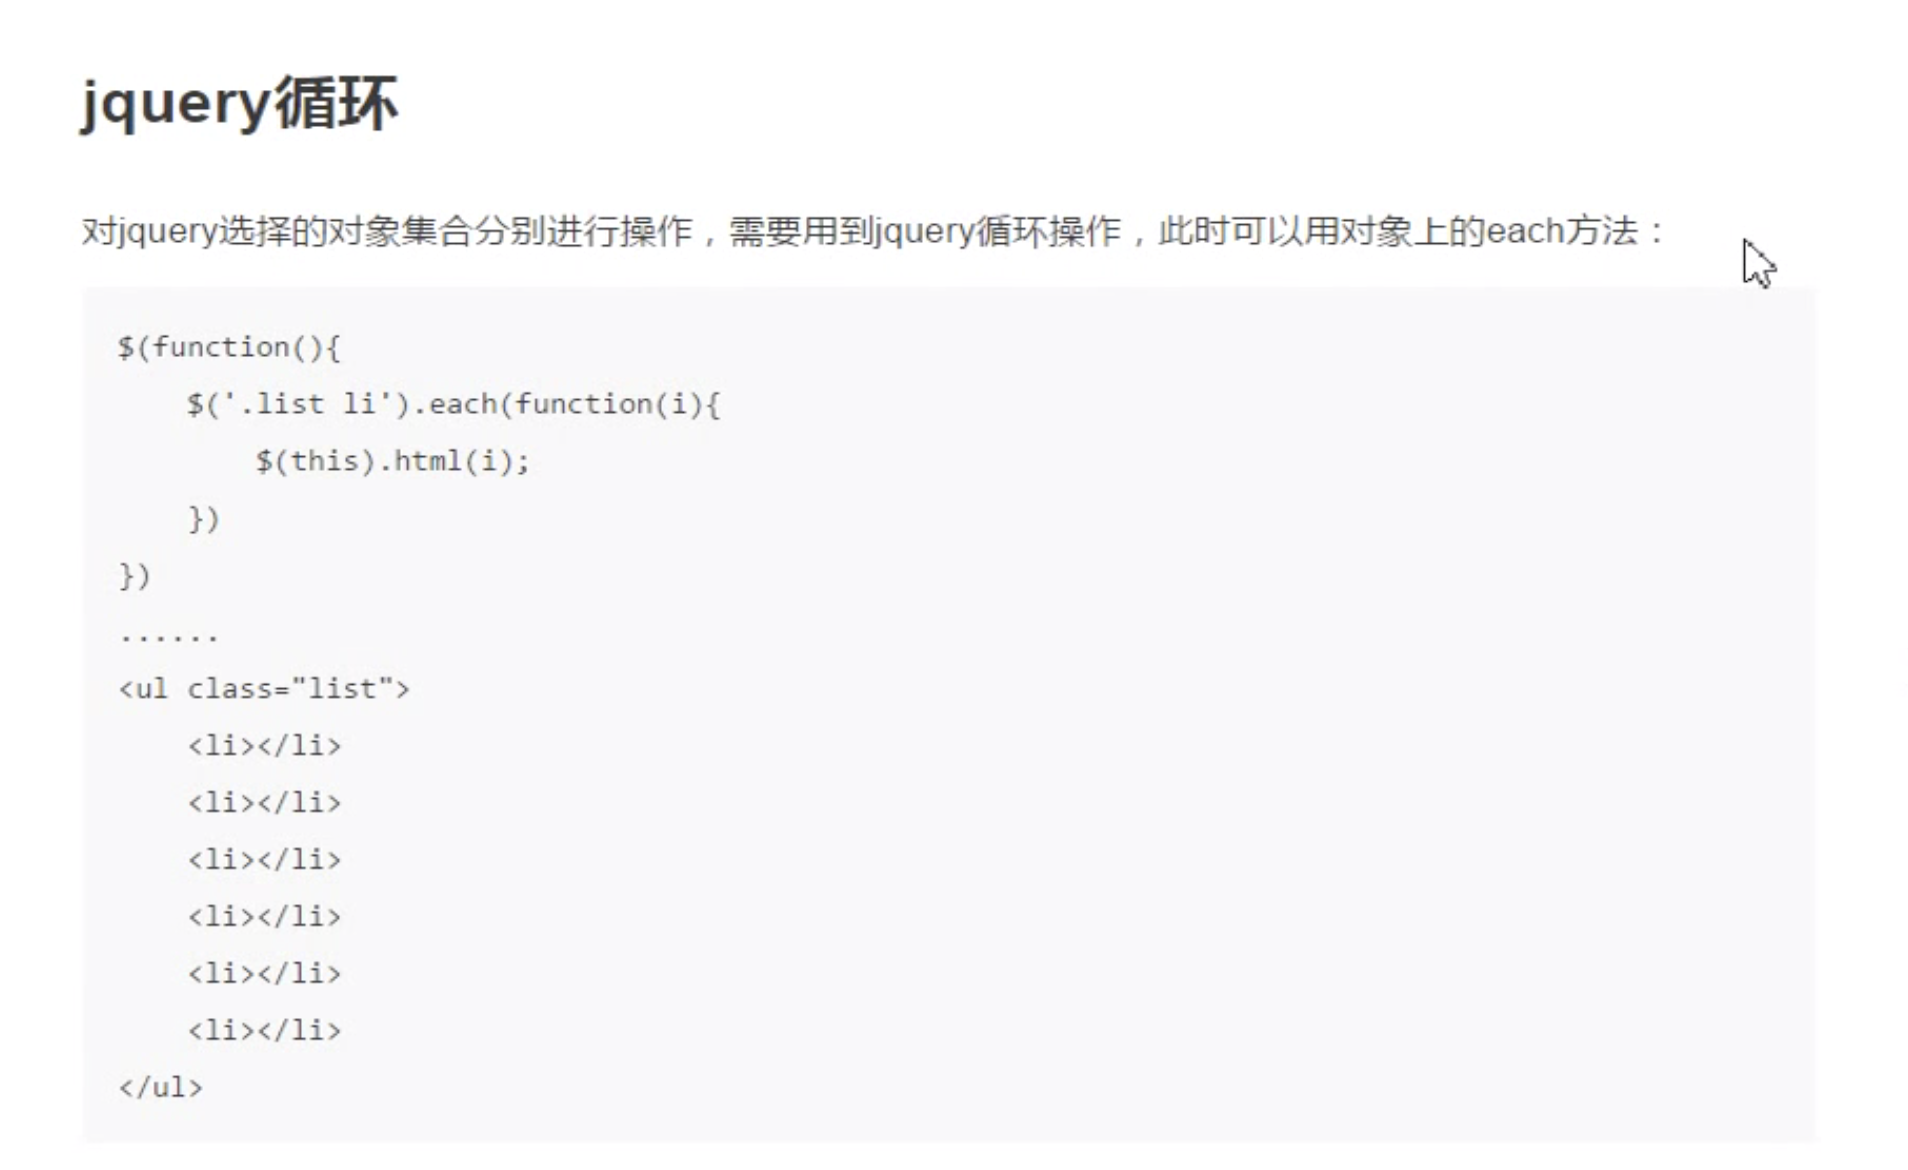 jquery循环
对jquery选择的对象集合分别进行操作，需要用到jquery循环操作，此时可以用对象上的each方法：
$(function(){
    $('.list li').each(function(i){
        $(this).html(i);
    })
})
......
<ul class="list">
    <li></li>
    <li></li>
    <li></li>
    <li></li>
    <li></li>
    <li></li>
</ul>